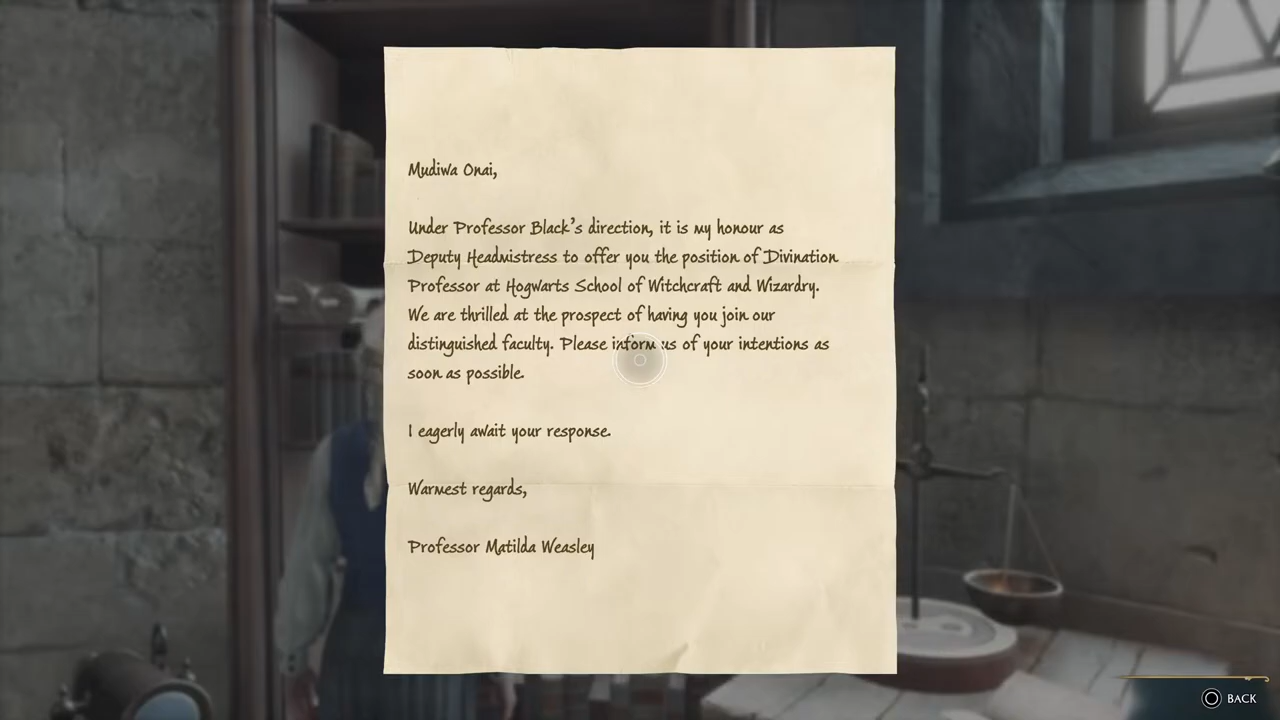 Mudiwa Onai,
Under Professor Black's direction, it is my honour as
Deputy Headmistress to offer you the position of Divination
Professor at Hogwarts School of Witchcraft and Wizardry.
We are thrilled at the prospect of having you join our
distinguished faculty. Please inform us of your intentions as
soon as possible.
I eagerly await your response.
Warmest regards,
Professor Matilda Weasley
BACK